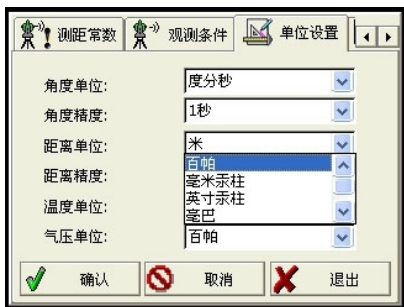 测距常数 观测条件 单位设置
角度单位: 度分秒
角度精度: 1秒
距离单位: 米
百帕
距离精度: 毫米汞柱
英寸汞柱
温度单位: 毫巴
气压单位: 百帕
确认 取消 退出